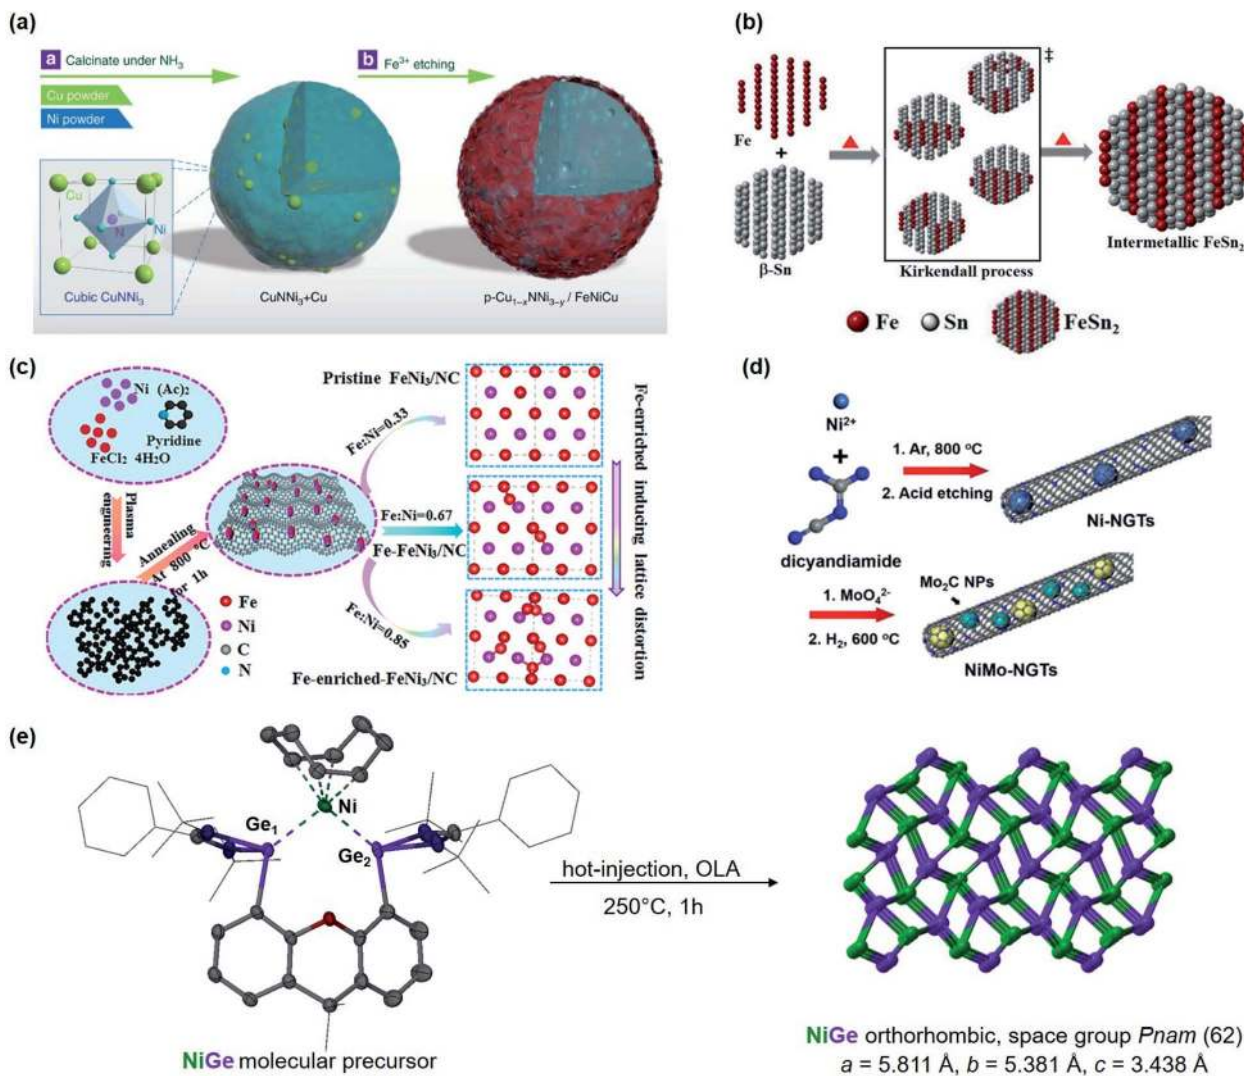 (a)
a Calcinate under NH₃
Cu powder
Ni powder
b Fe³⁺ etching
Cu
N
Ni
Cubic CuNNi₃
CuNNi₃+Cu
p-Cu₁₋ₓNNi₃₋ᵧ / FeNiCu
(b)
Fe
+
β-Sn
‡
Kirkendall process
Intermetallic FeSn₂
Fe
Sn
FeSn₂
(c)
Ni (Ac)₂
Pyridine
FeCl₂ 4H₂O
Plasma
engineering
Annealing
Ar 800 °C
for 1h
Fe
Ni
C
N
Pristine FeNi₃/NC
Fe:Ni=0.33
Fe:Ni=0.67
Fe-FeNi₃/NC
Fe:Ni=0.85
Fe-enriched-FeNi₃/NC
Fe-enriched inducing lattice distortion
(d)
Ni²⁺
+
dicyandiamide
1. Ar, 800 °C
2. Acid etching
Ni-NGTs
1. MoO₄²⁻
2. H₂, 600 °C
Mo₂C NPs
NiMo-NGTs
(e)
Ni
Ge₁
Ge₂
NiGe molecular precursor
hot-injection, OLA
250°C, 1h
NiGe orthorhombic, space group Pnam (62)
a = 5.811 Å, b = 5.381 Å, c = 3.438 Å